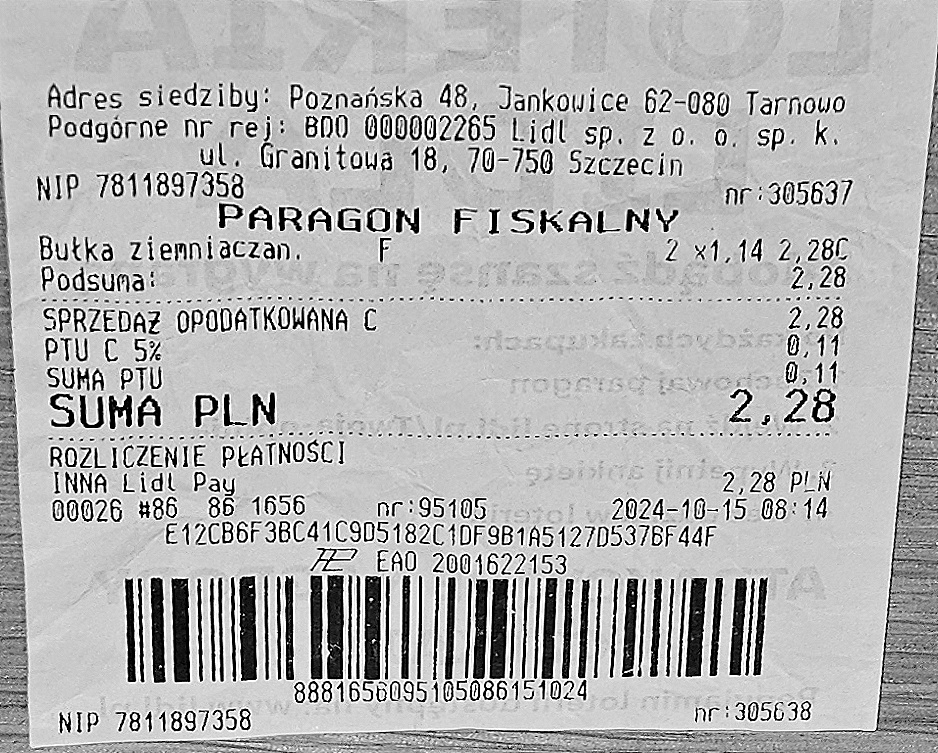 Adres siedziby: Poznańska 48, Jankowice 62-080 Tarnowo
Podgórne nr rej: BDO 000002265 Lidl sp. z o. o. sp. k.
ul. Granitowa 18, 70-750 Szczecin
NIP 7811897358 nr:305637
PARAGON FISKALNY
Bułka ziemniaczan. F 2 x1,14 2,28C
Podsuma: 2,28
SPRZEDAŻ OPODATKOWANA C 2,28
PTU C 5% 0,11
SUMA PTU 0,11
SUMA PLN 2,28
ROZLICZENIE PŁATNOŚCI
INNA Lidl Pay 2,28 PLN
00026 #86 86 1656 nr:95105 2024-10-15 08:14
E12CB6F3BC41C9D5182C1DF9B1A5127D537BF44F
EAO 2001622153
8881656095105086151024
NIP 7811897358 nr:305638